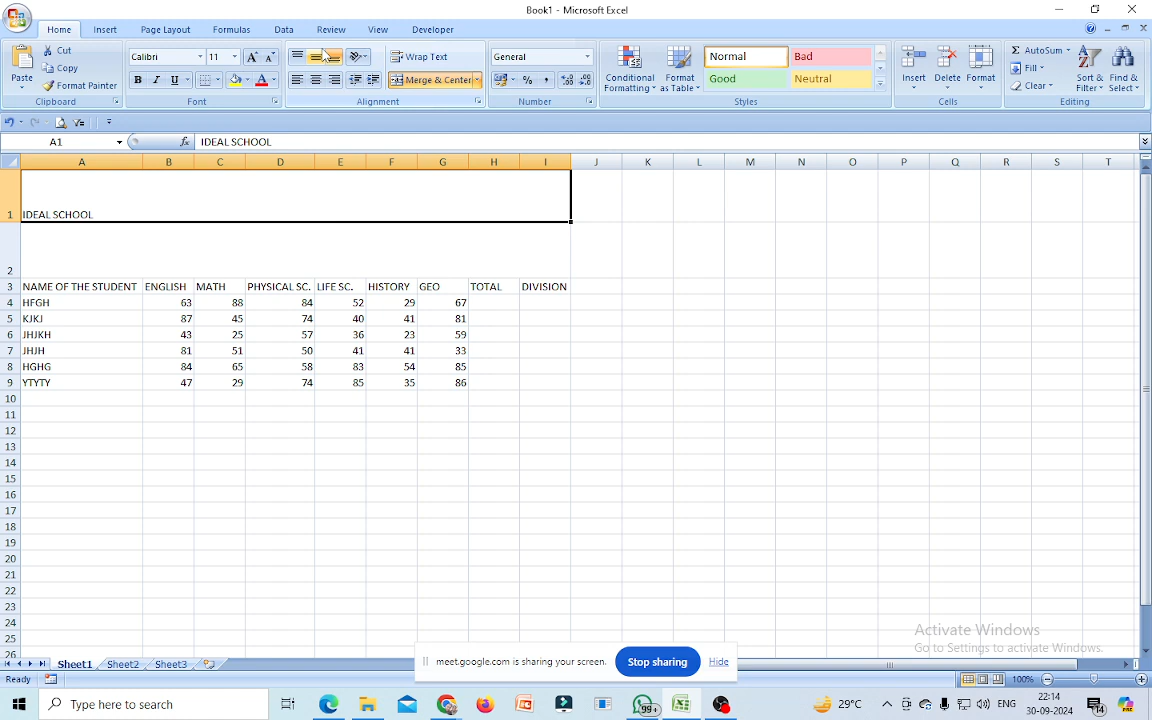 Book1 - Microsoft Excel
Home Insert Page Layout Formulas Data Review View Developer
Paste Cut Copy Format Painter Clipboard
Calibri 11 A A B I U A Font
Wrap Text Merge & Center Alignment
General % , Number
Conditional Formatting Format as Table Normal Bad Good Neutral Styles
Insert Delete Format Cells
Σ AutoSum Fill Clear Sort & Filter Find & Select Editing
A1 fx IDEAL SCHOOL
A B C D E F G H I J K L M N O P Q R S T
1 IDEAL SCHOOL
2
3 NAME OF THE STUDENT ENGLISH MATH PHYSICAL SC. LIFE SC. HISTORY GEO TOTAL DIVISION
4 HFGH 63 88 84 52 29 67
5 KJKJ 87 45 74 40 41 81
6 JHJKH 43 25 57 36 23 59
7 JHJH 81 51 50 41 41 33
8 HGHG 84 65 58 83 54 85
9 YTYTY 47 29 74 85 35 86
10
11
12
13
14
15
16
17
18
19
20
21
22
23
24
25
26
Activate Windows
Go to Settings to activate Windows.
meet.google.com is sharing your screen. Stop sharing Hide
Sheet1 Sheet2 Sheet3
Ready 100%
Type here to search 99+ 29°C ENG 22:14 30-09-2024 14